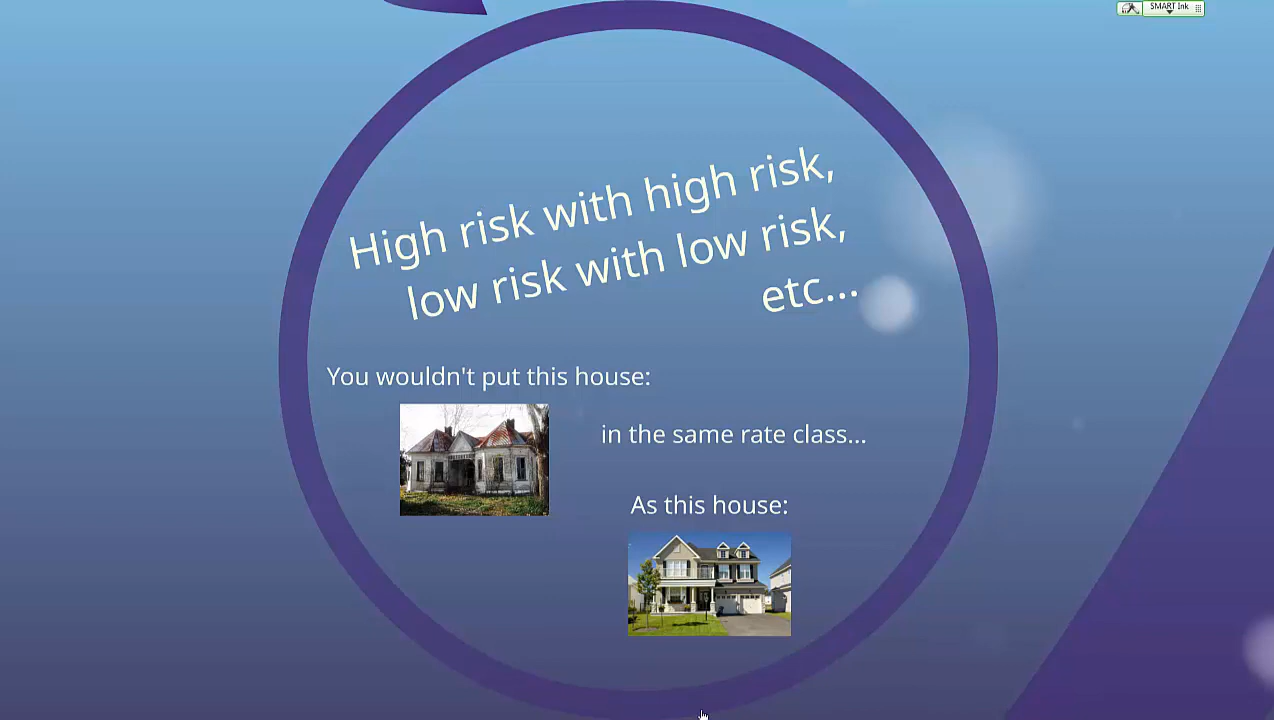 SMART Ink
High risk with high risk,
low risk with low risk,
etc...
You wouldn't put this house:
in the same rate class...
As this house: